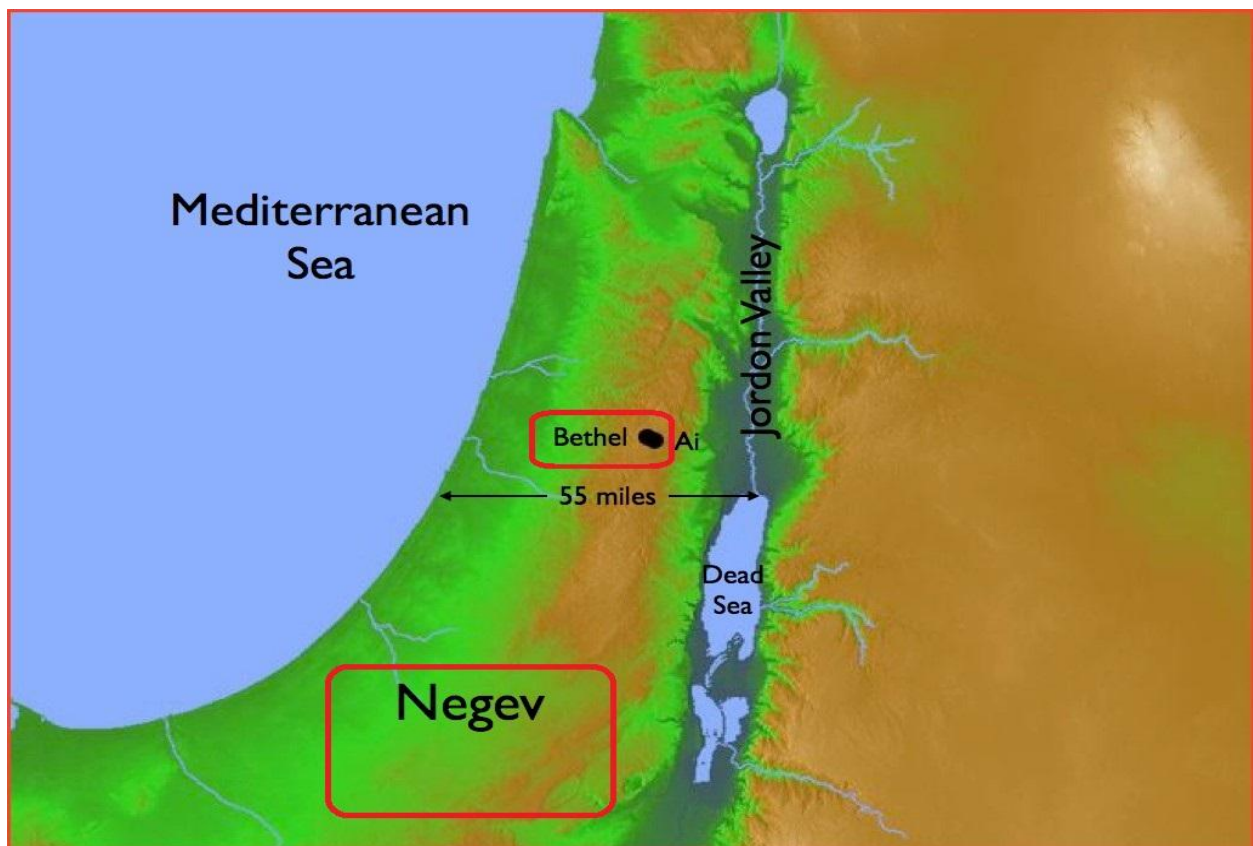 Mediterranean
Sea
Jordon Valley
Bethel
Ai
55 miles
Dead
Sea
Negev